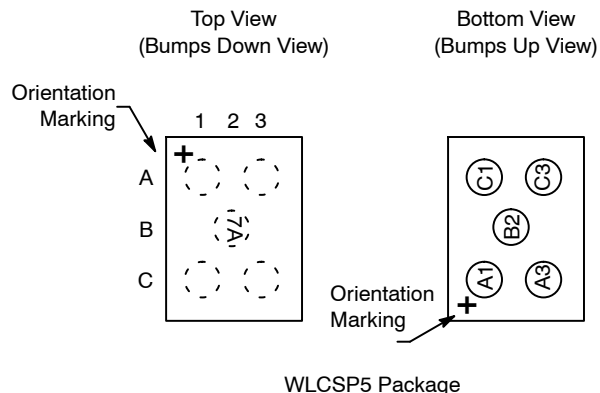 Top View
(Bumps Down View)
Bottom View
(Bumps Up View)
Orientation
Marking
1 2 3
A
B
C
7A
C1 C3
B2
A1 A3
Orientation
Marking
WLCSP5 Package